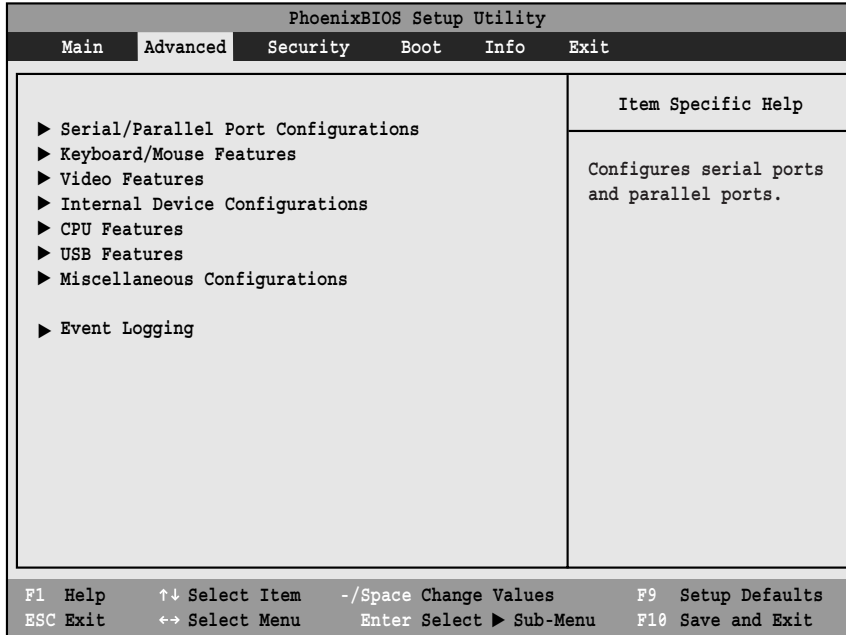 PhoenixBIOS Setup Utility
Main Advanced Security Boot Info Exit
Item Specific Help
Configures serial ports
and parallel ports.
▶ Serial/Parallel Port Configurations
▶ Keyboard/Mouse Features
▶ Video Features
▶ Internal Device Configurations
▶ CPU Features
▶ USB Features
▶ Miscellaneous Configurations
▶ Event Logging
F1 Help ↑↓ Select Item -/Space Change Values F9 Setup Defaults
ESC Exit ←→ Select Menu Enter Select ▶ Sub-Menu F10 Save and Exit